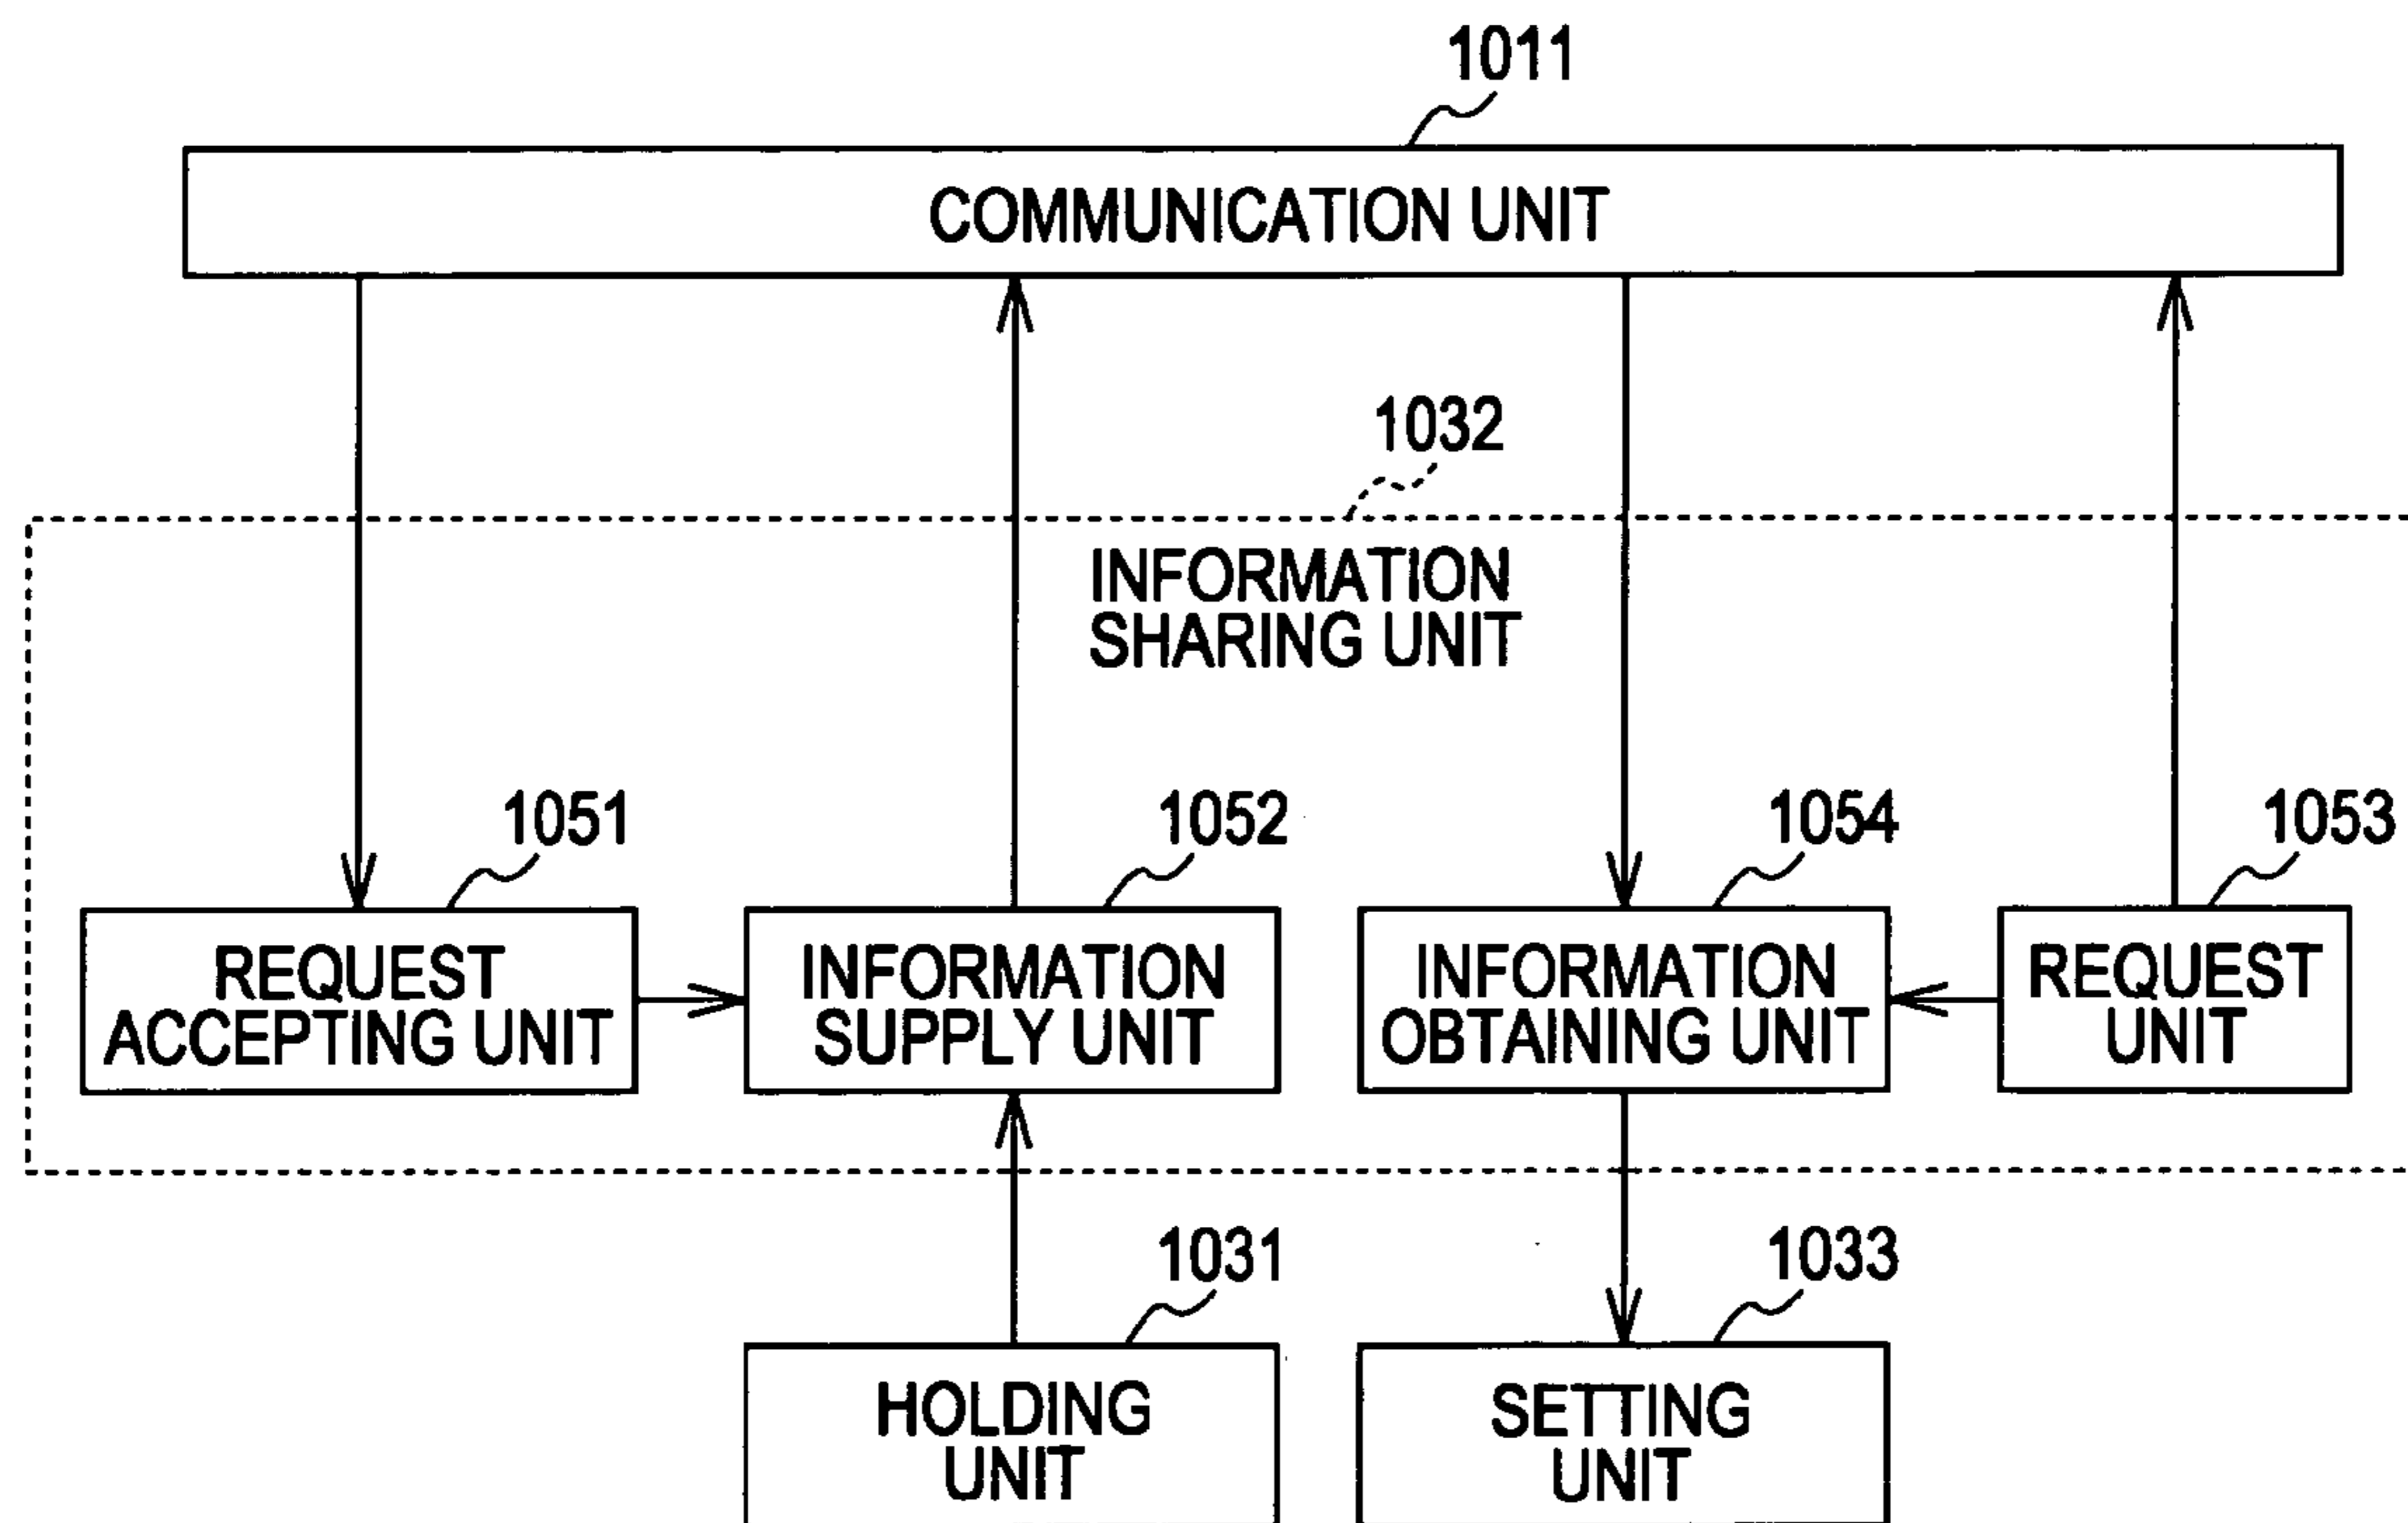 1011
COMMUNICATION UNIT
1032
INFORMATION
SHARING UNIT
1051
1052
1054
1053
REQUEST
ACCEPTING UNIT
INFORMATION
SUPPLY UNIT
INFORMATION
OBTAINING UNIT
REQUEST
UNIT
1031
1033
HOLDING
UNIT
SETTING
UNIT